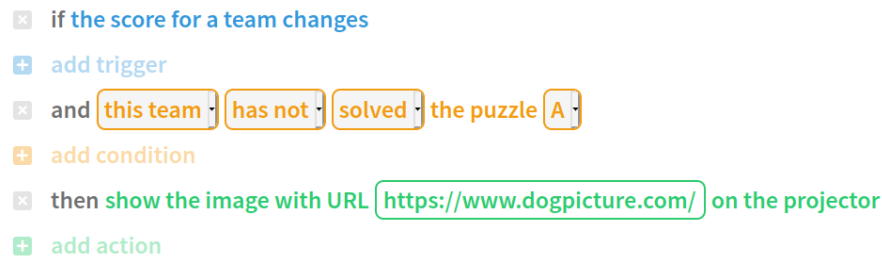 if the score for a team changes
add trigger
and this team has not solved the puzzle A
add condition
then show the image with URL https://www.dogpicture.com/ on the projector
add action